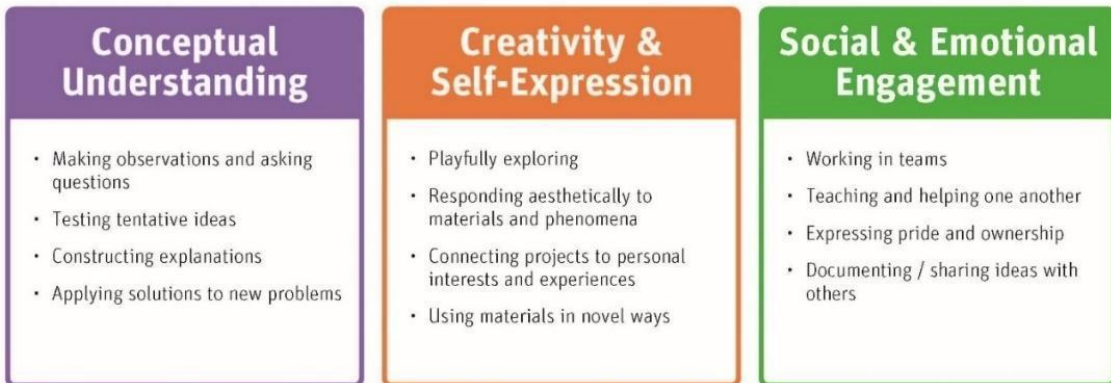 Conceptual
Understanding
• Making observations and asking
questions
• Testing tentative ideas
• Constructing explanations
• Applying solutions to new problems
Creativity &
Self-Expression
• Playfully exploring
• Responding aesthetically to
materials and phenomena
• Connecting projects to personal
interests and experiences
• Using materials in novel ways
Social & Emotional
Engagement
• Working in teams
• Teaching and helping one another
• Expressing pride and ownership
• Documenting / sharing ideas with
others